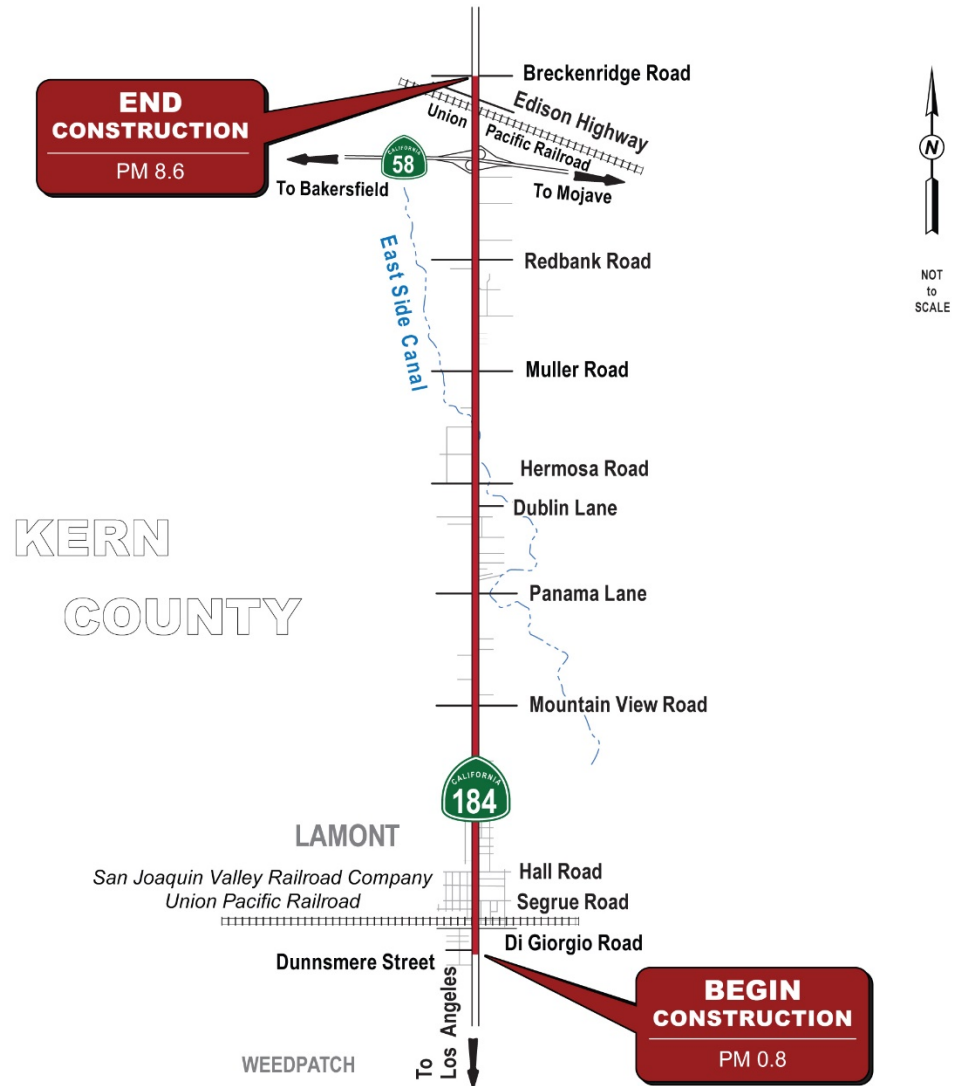 Breckenridge Road
END
CONSTRUCTION
PM 8.6
Edison Highway
Union Pacific Railroad
CALIFORNIA
58
To Bakersfield
To Mojave
N
NOT
to
SCALE
East Side Canal
Redbank Road
Muller Road
Hermosa Road
Dublin Lane
KERN
COUNTY
Panama Lane
Mountain View Road
CALIFORNIA
184
LAMONT
San Joaquin Valley Railroad Company
Union Pacific Railroad
Hall Road
Segrue Road
Di Giorgio Road
Dunnsmere Street
BEGIN
CONSTRUCTION
PM 0.8
To
Los Angeles
WEEDPATCH